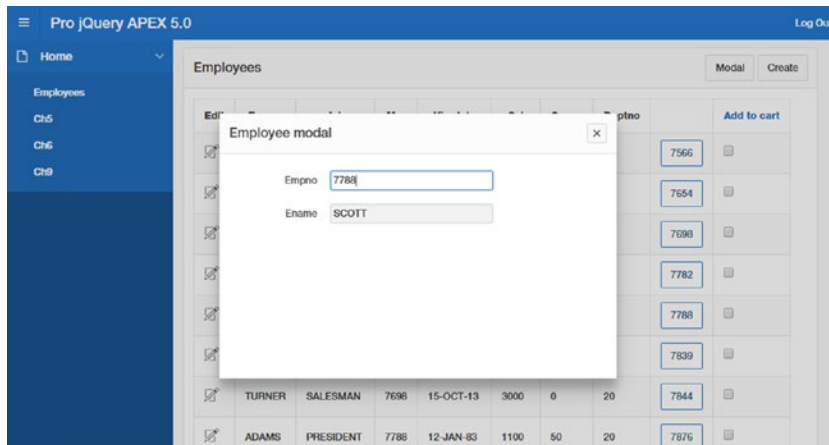 Pro jQuery APEX 5.0
Home
Employees
Ch5
Ch6
Ch9
Employees
Modal Create
Add to cart
Employee modal
Empno 7788
Ename SCOTT
7566
7654
7698
7782
7788
7839
TURNER SALESMAN 7698 15-OCT-13 3000 0 20 7844
ADAMS PRESIDENT 7788 12-JAN-83 1100 50 20 7876